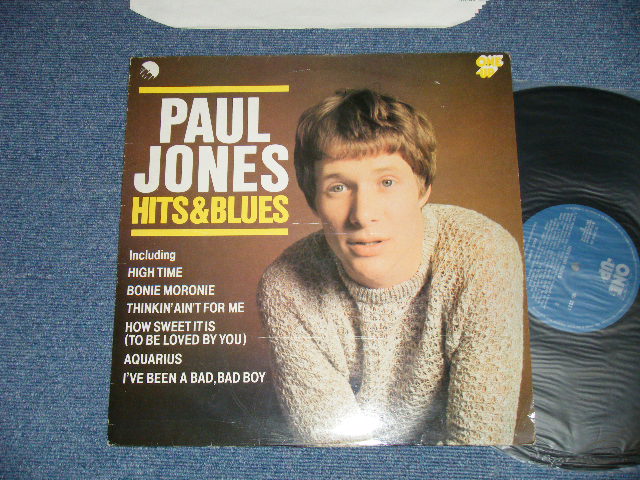 ONE UP
PAUL
JONES
HITS&BLUES
Including
HIGH TIME
BONIE MORONIE
THINKIN' AIN'T FOR ME
HOW SWEET IT IS
(TO BE LOVED BY YOU)
AQUARIUS
I'VE BEEN A BAD, BAD BOY
ONE UP